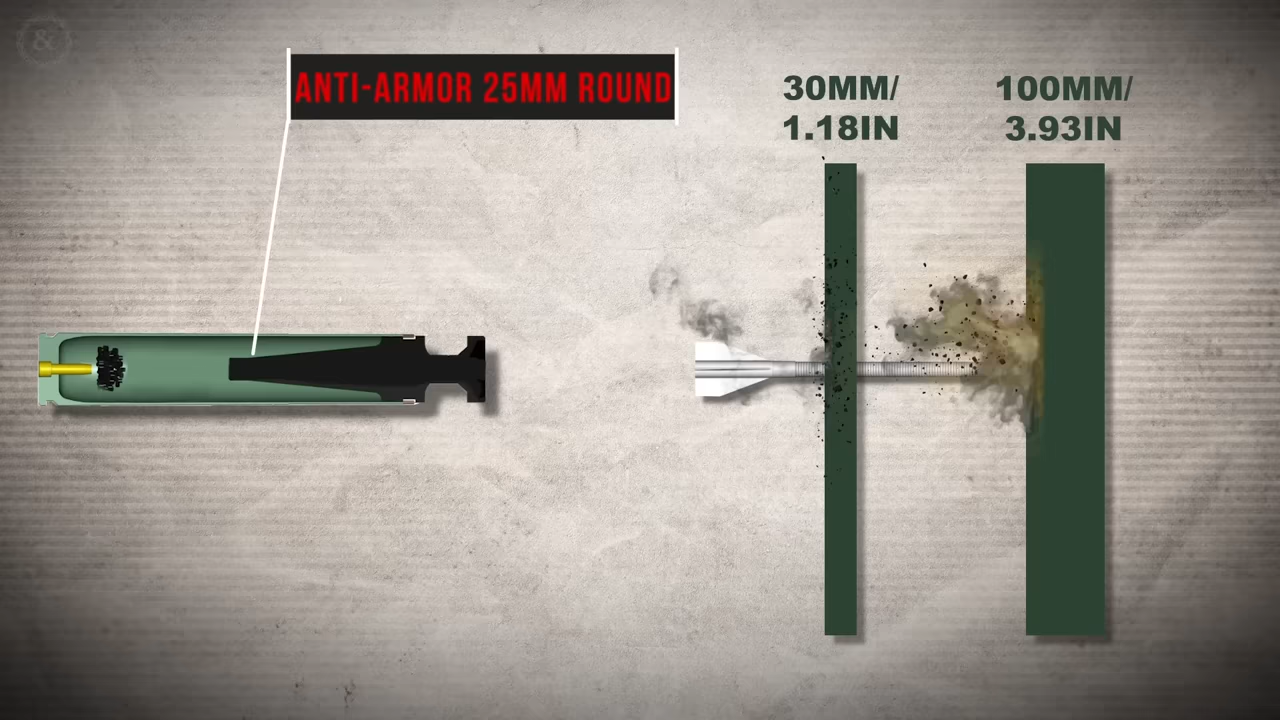 &
ANTI-ARMOR 25MM ROUND
30MM/
1.18IN
100MM/
3.93IN